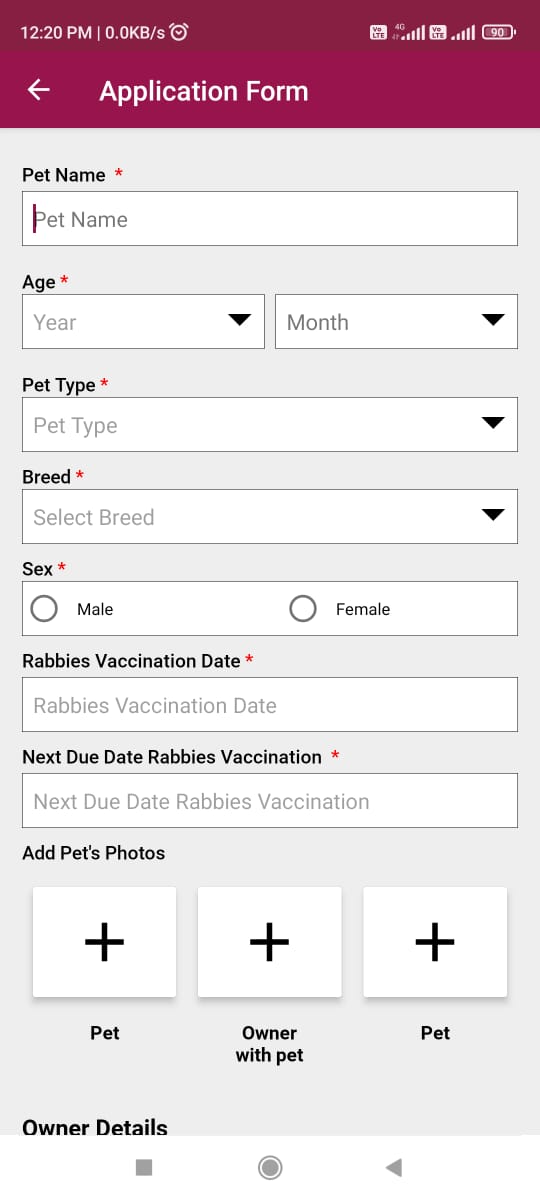 12:20 PM | 0.0KB/s
Vo LTE 4G Vo LTE 90
Application Form
Pet Name *
Pet Name
Age *
Year Month
Pet Type *
Pet Type
Breed *
Select Breed
Sex *
Male Female
Rabbies Vaccination Date *
Rabbies Vaccination Date
Next Due Date Rabbies Vaccination *
Next Due Date Rabbies Vaccination
Add Pet's Photos
Pet Owner with pet Pet
Owner Details